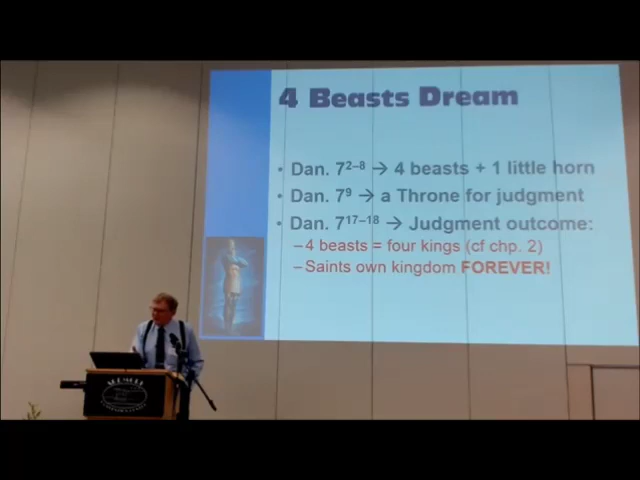 4 Beasts Dream
• Dan. 7²⁻⁸ → 4 beasts + 1 little horn
• Dan. 7⁹ → a Throne for judgment
• Dan. 7¹⁷⁻¹⁸ → Judgment outcome:
–4 beasts = four kings (cf chp. 2)
–Saints own kingdom FOREVER!